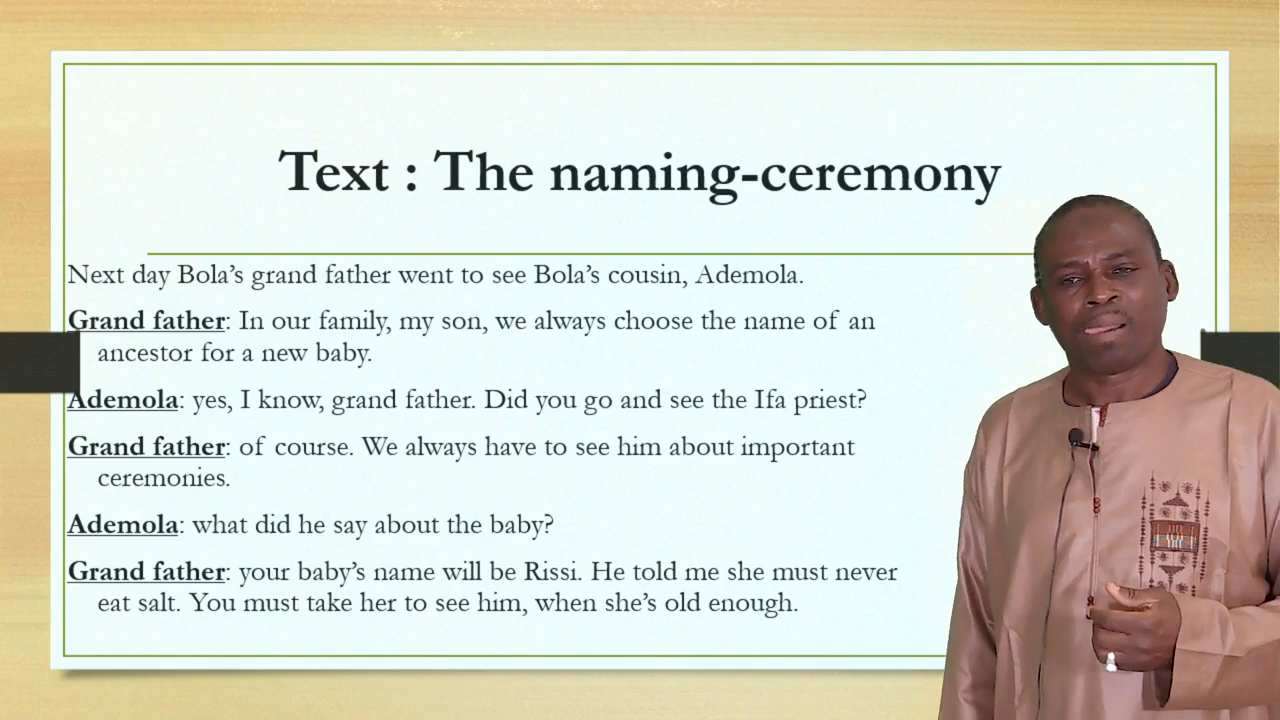 Text : The naming-ceremony
Next day Bola's grand father went to see Bola's cousin, Ademola.
Grand father: In our family, my son, we always choose the name of an
ancestor for a new baby.
Ademola: yes, I know, grand father. Did you go and see the Ifa priest?
Grand father: of course. We always have to see him about important
ceremonies.
Ademola: what did he say about the baby?
Grand father: your baby's name will be Rissi. He told me she must never
eat salt. You must take her to see him, when she's old enough.